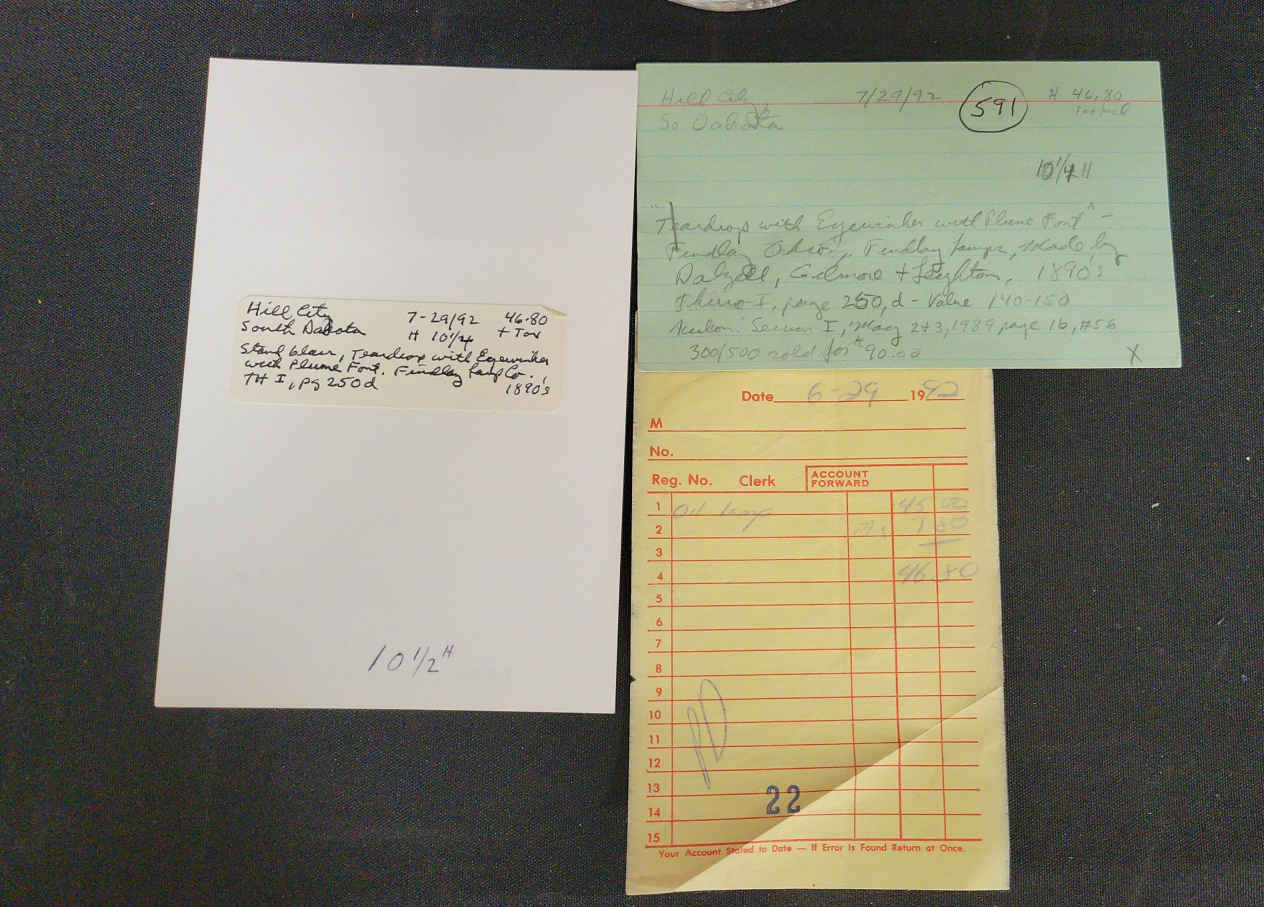 Hill City
South Dakota
7-29/92
46.80
H 10 1/4
+ Tax
Stand lamp, Teardrop with Eyewinker
with Plume Font. Findlay Lamp Co.
TH I, pg 250 d
1890's
10 1/2 H
Hill City
7/29/92
591
H 46.80
So Dakota
10 1/4 H
"Teardrop with Eyewinker with Plume Font" -
Findlay Ohio, Findlay Lamps, Made by
Dalzell, Gilmore + Leighton, 1890's
Thuro I, page 250, d - Value 140-150
Series I, May 2+3, 1989, page 16, #56
300/500 sold for $90.00
X
Date 6-29 1992
M
No.
Reg. No. Clerk ACCOUNT
FORWARD
1 Oil lamp 45.00
2 1.80
3
4 46.80
5
6
7
8
9
10
11
12
13
22
14
15
Your Account Stated to Date — If Error Is Found Return at Once.